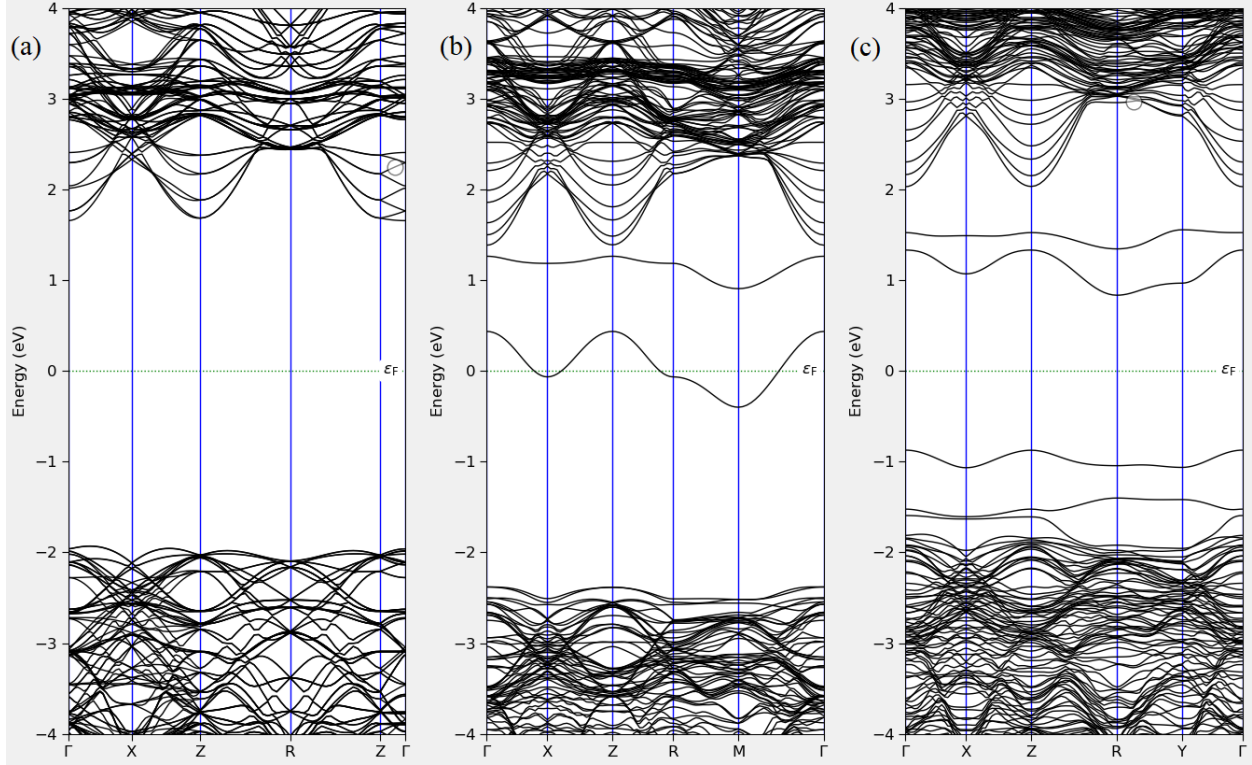 (a)
4
3
2
1
0
−1
−2
−3
−4
Energy (eV)
εF
Γ X Z R Z Γ
(b)
4
3
2
1
0
−1
−2
−3
−4
Energy (eV)
εF
Γ X Z R M Γ
(c)
4
3
2
1
0
−1
−2
−3
−4
Energy (eV)
εF
Γ X Z R Y Γ